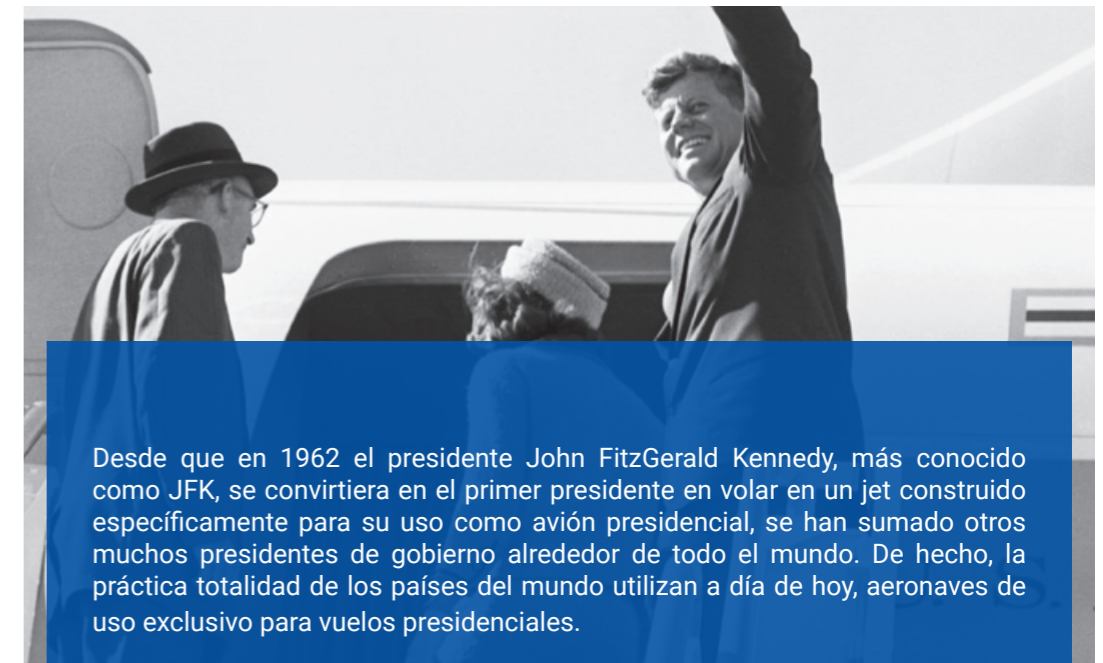 Desde que en 1962 el presidente John FitzGerald Kennedy, más conocido
como JFK, se convirtiera en el primer presidente en volar en un jet construido
específicamente para su uso como avión presidencial, se han sumado otros
muchos presidentes de gobierno alrededor de todo el mundo. De hecho, la
práctica totalidad de los países del mundo utilizan a día de hoy, aeronaves de
uso exclusivo para vuelos presidenciales.